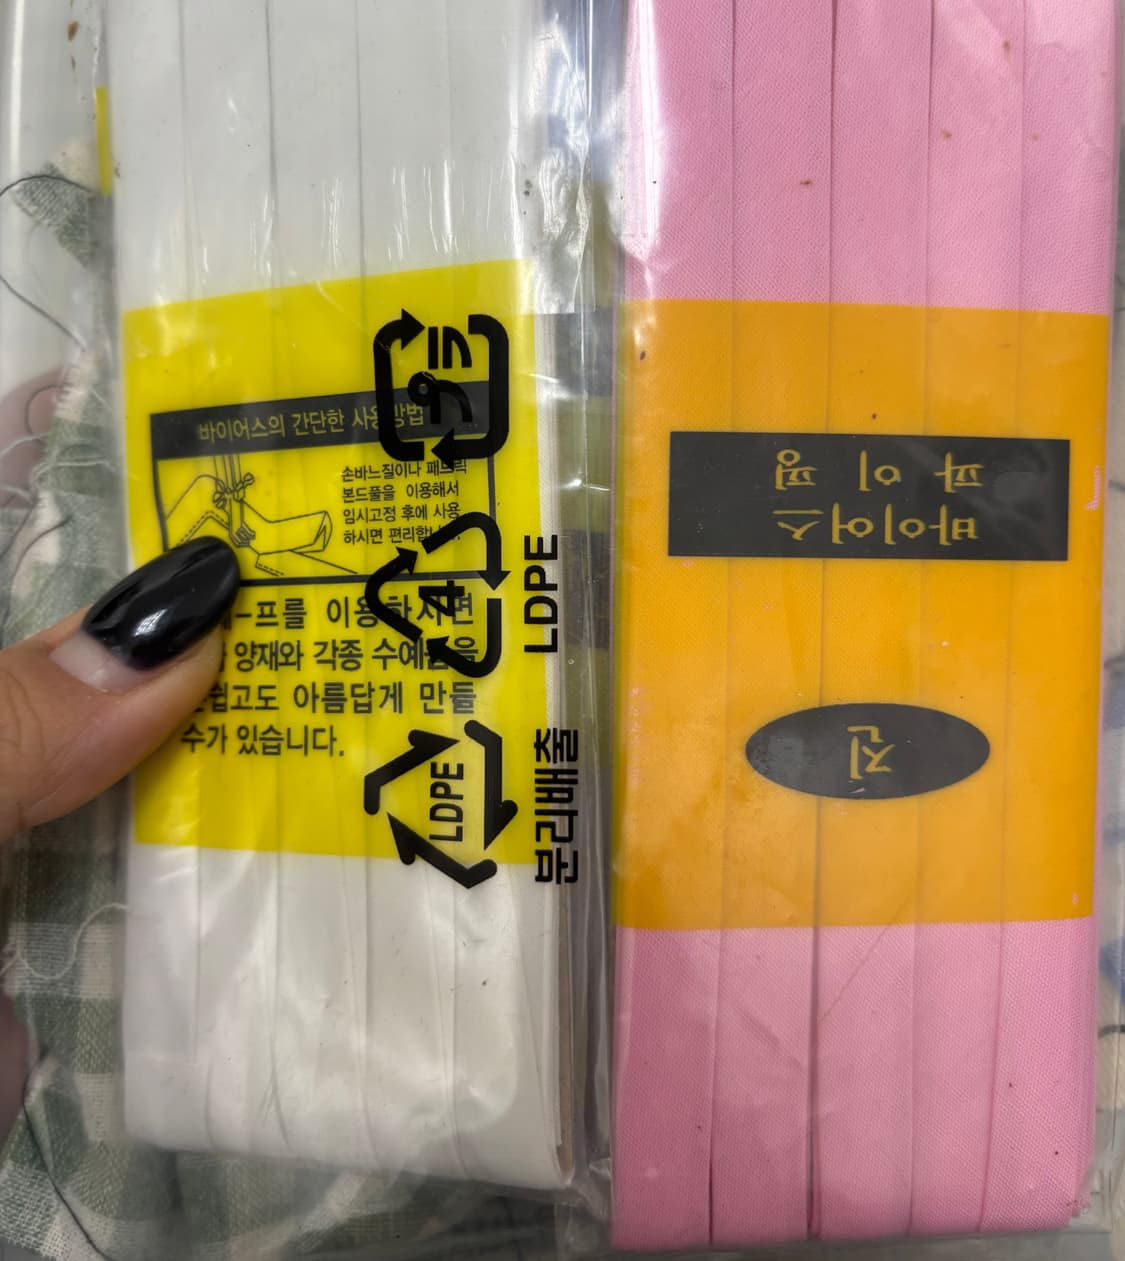 바이어스의 간단한 사용방법
손바느질이나 패브릭
본드풀을 이용해서
임시고정 후에 사용
하시면 편리합니다.
프를 이용하시면
양재와 각종 수예품을
쉽고도 아름답게 만들
수가 있습니다.
プラ
4
LDPE
LDPE
분리배출
진
바이어스
파이핑